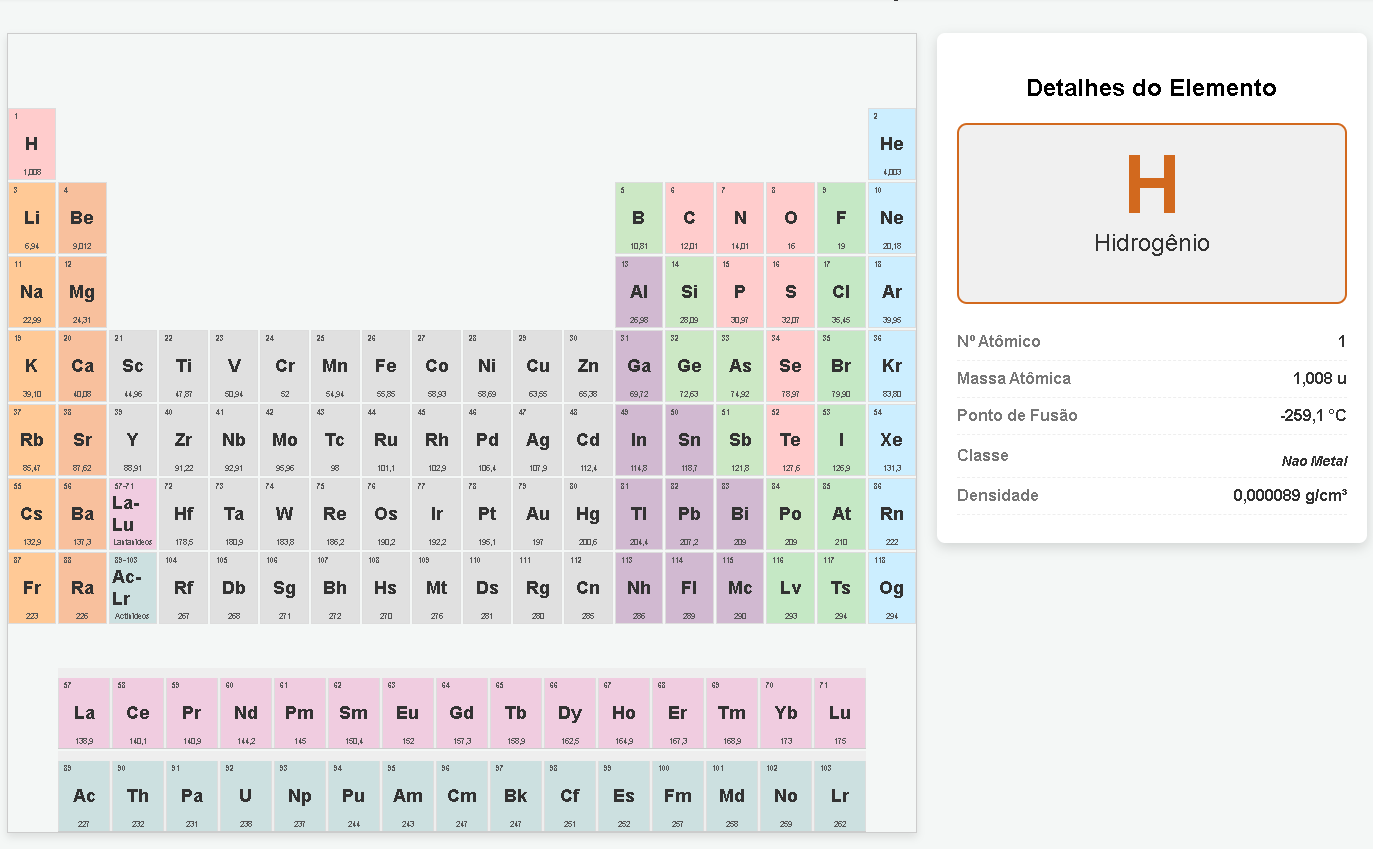 1 2
H He
1,008 4,003
3 4 5 6 7 8 9 10
Li Be B C N O F Ne
6,94 9,012 10,81 12,01 14,01 16 19 20,18
11 12 13 14 15 16 17 18
Na Mg Al Si P S Cl Ar
22,99 24,31 26,98 28,09 30,97 32,07 35,45 39,95
19 20 21 22 23 24 25 26 27 28 29 30 31 32 33 34 35 36
K Ca Sc Ti V Cr Mn Fe Co Ni Cu Zn Ga Ge As Se Br Kr
39,10 40,08 44,96 47,87 50,94 52 54,94 55,85 58,93 58,69 63,55 65,38 69,72 72,63 74,92 78,97 79,90 83,80
37 38 39 40 41 42 43 44 45 46 47 48 49 50 51 52 53 54
Rb Sr Y Zr Nb Mo Tc Ru Rh Pd Ag Cd In Sn Sb Te I Xe
85,47 87,62 88,91 91,22 92,91 95,96 98 101,1 102,9 106,4 107,9 112,4 114,8 118,7 121,8 127,6 126,9 131,3
55 56 57-71 72 73 74 75 76 77 78 79 80 81 82 83 84 85 86
Cs Ba La-Lu Hf Ta W Re Os Ir Pt Au Hg Tl Pb Bi Po At Rn
132,9 137,3 Lantanídeos 178,5 180,9 183,8 186,2 190,2 192,2 195,1 197 200,6 204,4 207,2 209 209 210 222
87 88 89-103 104 105 106 107 108 109 110 111 112 113 114 115 116 117 118
Fr Ra Ac-Lr Rf Db Sg Bh Hs Mt Ds Rg Cn Nh Fl Mc Lv Ts Og
223 226 Actinídeos 267 268 271 272 270 276 281 280 285 286 289 290 293 294 294
57 58 59 60 61 62 63 64 65 66 67 68 69 70 71
La Ce Pr Nd Pm Sm Eu Gd Tb Dy Ho Er Tm Yb Lu
138,9 140,1 140,9 144,2 145 150,4 152 157,3 158,9 162,5 164,9 167,3 168,9 173 175
89 90 91 92 93 94 95 96 97 98 99 100 101 102 103
Ac Th Pa U Np Pu Am Cm Bk Cf Es Fm Md No Lr
227 232 231 238 237 244 243 247 247 251 252 257 258 259 262
Detalhes do Elemento
H
Hidrogênio
Nº Atômico 1
Massa Atômica 1,008 u
Ponto de Fusão -259,1 °C
Classe Nao Metal
Densidade 0,000089 g/cm³